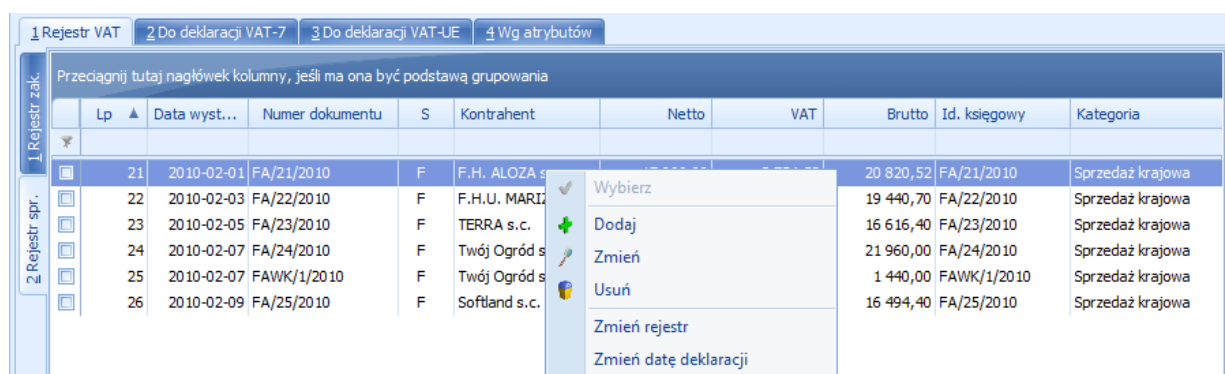 1 Rejestr VAT 2 Do deklaracji VAT-7 3 Do deklaracji VAT-UE 4 Wg atrybutów
1 Rejestr zak.
2 Rejestr spr.
Przeciągnij tutaj nagłówek kolumny, jeśli ma ona być podstawą grupowania
Lp Data wyst... Numer dokumentu S Kontrahent Netto VAT Brutto Id. księgowy Kategoria
21 2010-02-01 FA/21/2010 F F.H. ALOZA 20 820,52 FA/21/2010 Sprzedaż krajowa
22 2010-02-03 FA/22/2010 F F.H.U. 19 440,70 FA/22/2010 Sprzedaż krajowa
23 2010-02-05 FA/23/2010 F TERRA s.c. 16 616,40 FA/23/2010 Sprzedaż krajowa
24 2010-02-07 FA/24/2010 F Twój Ogród s 21 960,00 FA/24/2010 Sprzedaż krajowa
25 2010-02-07 FAWK/1/2010 F Twój Ogród s 1 440,00 FAWK/1/2010 Sprzedaż krajowa
26 2010-02-09 FA/25/2010 F Softland s.c. 16 494,40 FA/25/2010 Sprzedaż krajowa
Wybierz
Dodaj
Zmień
Usuń
Zmień rejestr
Zmień datę deklaracji